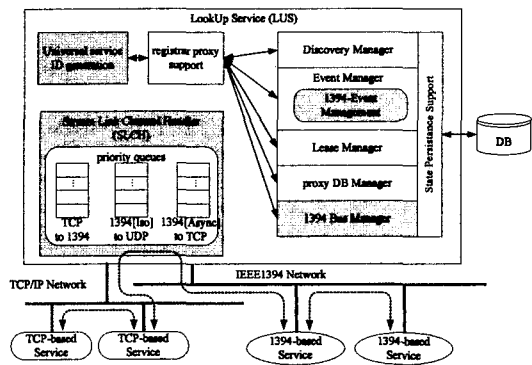 LookUp Service (LUS)
Universal service
ID generation
registrar proxy
support
Discovery Manager
Event Manager
1394-Event
Management
Lease Manager
proxy DB Manager
1394 Bus Manager
State Persistance Support
DB
Link Channel Handler
(SLCH)
priority queues
TCP
to 1394
1394[Iso]
to UDP
1394[Async]
to TCP
TCP/IP Network
IEEE1394 Network
TCP-based
Service
TCP-based
Service
1394-based
Service
1394-based
Service